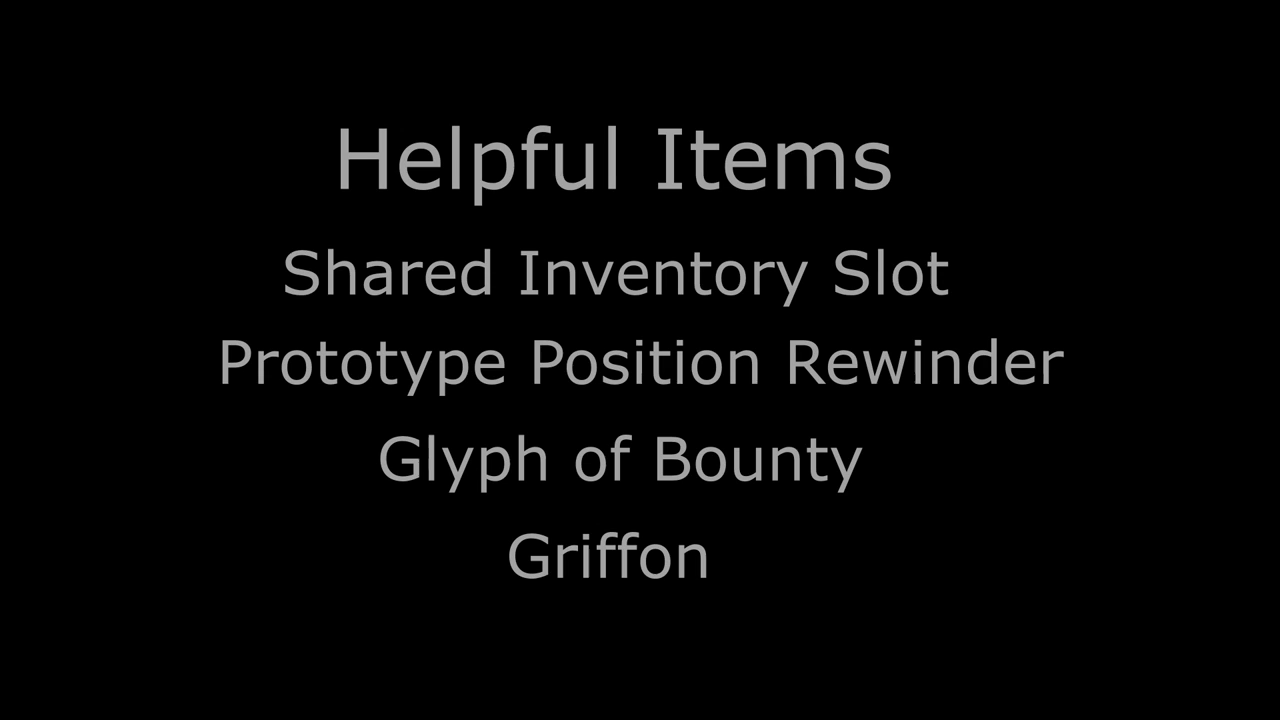 Helpful Items
Shared Inventory Slot
Prototype Position Rewinder
Glyph of Bounty
Griffon